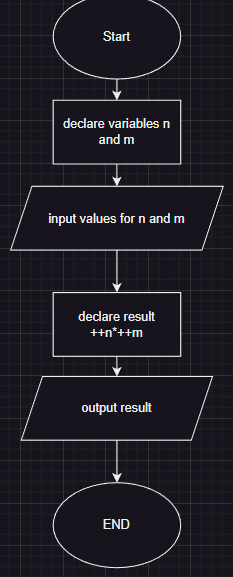 Start
declare variables n
and m
input values for n and m
declare result
++n*++m
output result
END